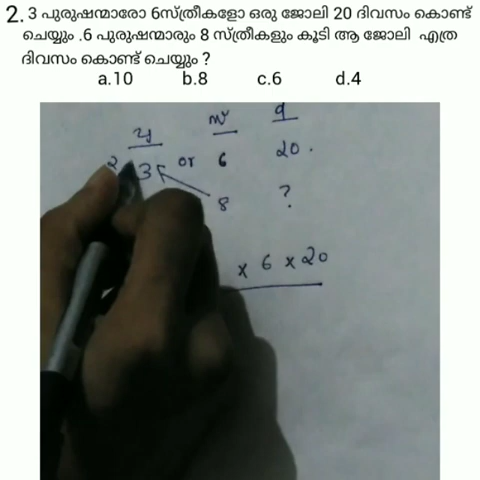 2. 3 പുരുഷന്മാരോ 6സ്ത്രീകളോ ഒരു ജോലി 20 ദിവസം കൊണ്ട്
ചെയ്യും .6 പുരുഷന്മാരും 8 സ്ത്രീകളും കൂടി ആ ജോലി എത്ര
ദിവസം കൊണ്ട് ചെയ്യും ?
a.10 b.8 c.6 d.4
പു സ്ത്
3 or 6 20.
8 ?
x 6 x 20